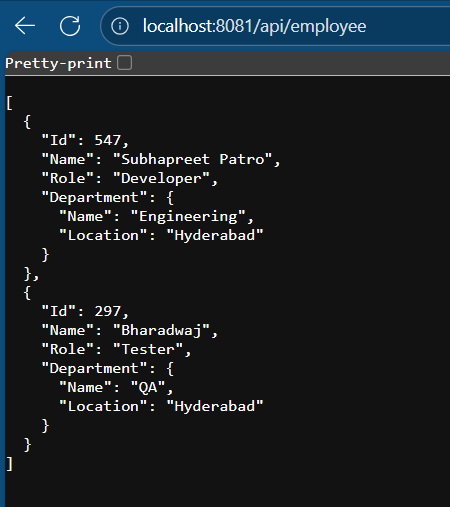 localhost:8081/api/employee
Pretty-print
[
  {
    "Id": 547,
    "Name": "Subhapreet Patro",
    "Role": "Developer",
    "Department": {
      "Name": "Engineering",
      "Location": "Hyderabad"
    }
  },
  {
    "Id": 297,
    "Name": "Bharadwaj",
    "Role": "Tester",
    "Department": {
      "Name": "QA",
      "Location": "Hyderabad"
    }
  }
]